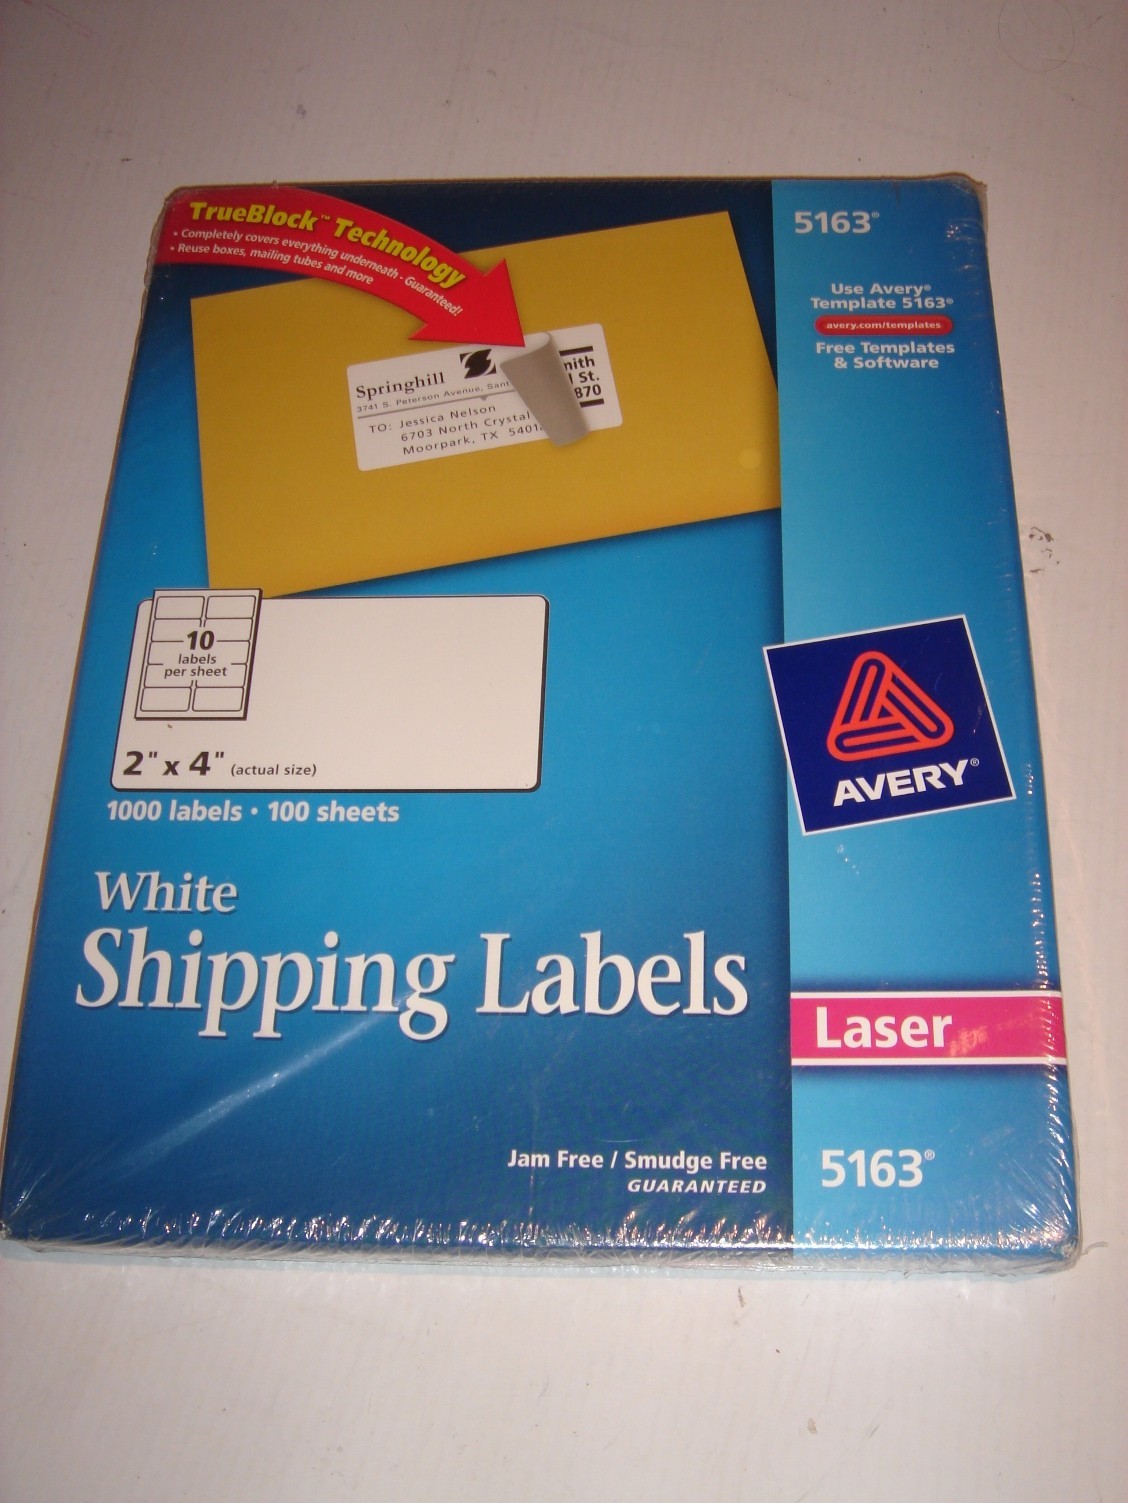 TrueBlock™ Technology
• Completely covers everything underneath - Guaranteed!
• Reuse boxes, mailing tubes and more
5163®
Use Avery®
Template 5163®
avery.com/templates
Free Templates
& Software
Springhill
3741 S. Peterson Avenue,
TO: Jessica Nelson
6703 North Crystal
Moorpark, TX
St.
870
10
labels
per sheet
2" x 4" (actual size)
1000 labels • 100 sheets
AVERY®
White
Shipping Labels
Laser
Jam Free / Smudge Free
GUARANTEED
5163®